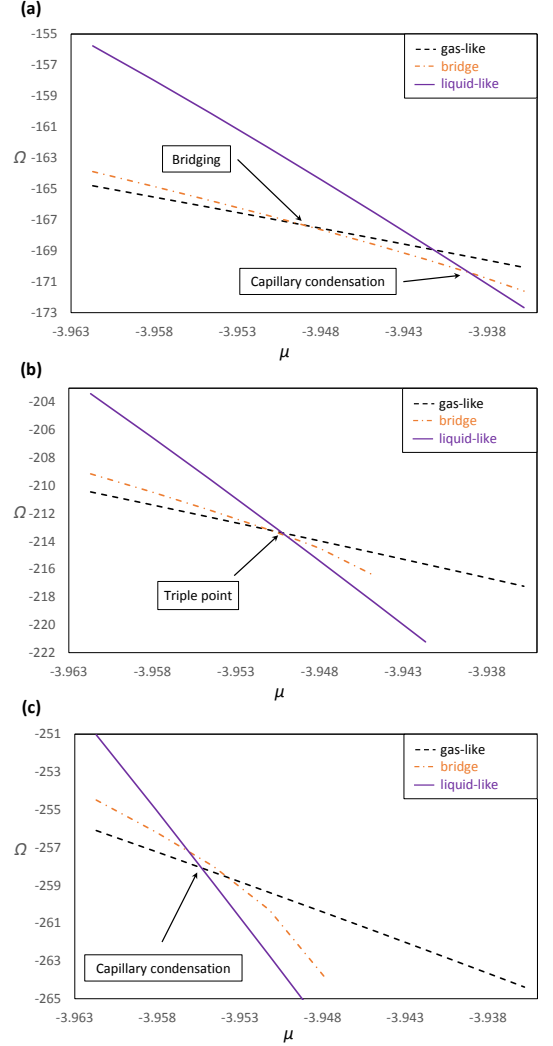 (a)
-155
-157
-159
-161
-163
-165
-167
-169
-171
-173
Ω
gas-like
bridge
liquid-like
Bridging
Capillary condensation
-3.963 -3.958 -3.953 -3.948 -3.943 -3.938
μ
(b)
-204
-206
-208
-210
-212
-214
-216
-218
-220
-222
Ω
gas-like
bridge
liquid-like
Triple point
-3.963 -3.958 -3.953 -3.948 -3.943 -3.938
μ
(c)
-251
-253
-255
-257
-259
-261
-263
-265
Ω
gas-like
bridge
liquid-like
Capillary condensation
-3.963 -3.958 -3.953 -3.948 -3.943 -3.938
μ